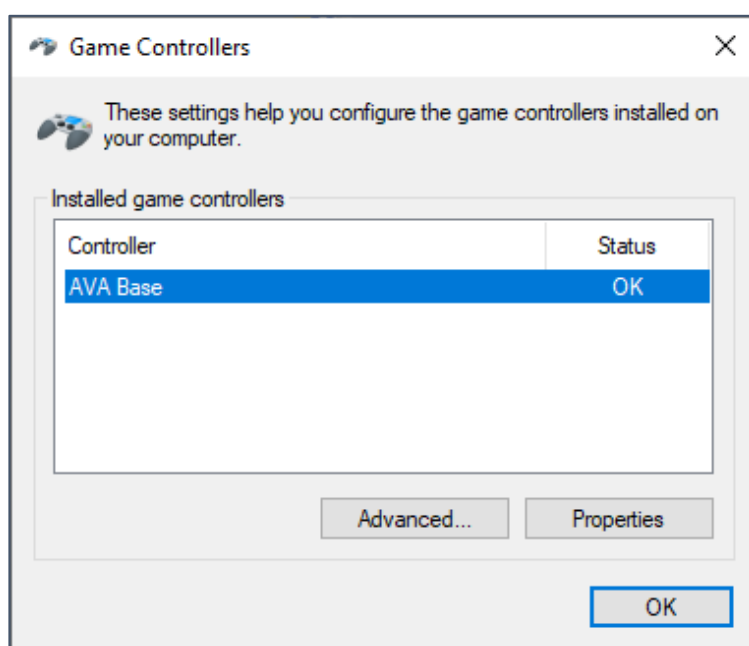 Game Controllers
These settings help you configure the game controllers installed on
your computer.
Installed game controllers
Controller Status
AVA Base OK
Advanced... Properties
OK